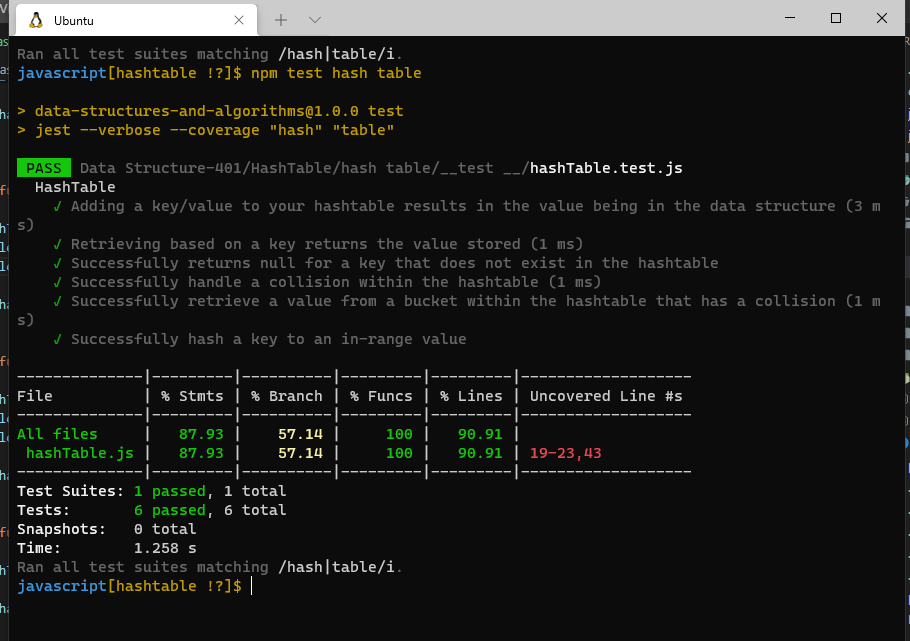 Ubuntu
Ran all test suites matching /hash|table/i.
javascript[hashtable !?]$ npm test hash table
> data-structures-and-algorithms@1.0.0 test
> jest --verbose --coverage "hash" "table"
PASS Data Structure-401/HashTable/hash table/__test __/hashTable.test.js
HashTable
✓ Adding a key/value to your hashtable results in the value being in the data structure (3 m
s)
✓ Retrieving based on a key returns the value stored (1 ms)
✓ Successfully returns null for a key that does not exist in the hashtable
✓ Successfully handle a collision within the hashtable (1 ms)
✓ Successfully retrieve a value from a bucket within the hashtable that has a collision (1 m
s)
✓ Successfully hash a key to an in-range value
--------------|---------|----------|---------|---------|-------------------
File          | % Stmts | % Branch | % Funcs | % Lines | Uncovered Line #s
--------------|---------|----------|---------|---------|-------------------
All files     |   87.93 |    57.14 |     100 |   90.91 |
 hashTable.js |   87.93 |    57.14 |     100 |   90.91 | 19-23,43
--------------|---------|----------|---------|---------|-------------------
Test Suites: 1 passed, 1 total
Tests:       6 passed, 6 total
Snapshots:   0 total
Time:        1.258 s
Ran all test suites matching /hash|table/i.
javascript[hashtable !?]$